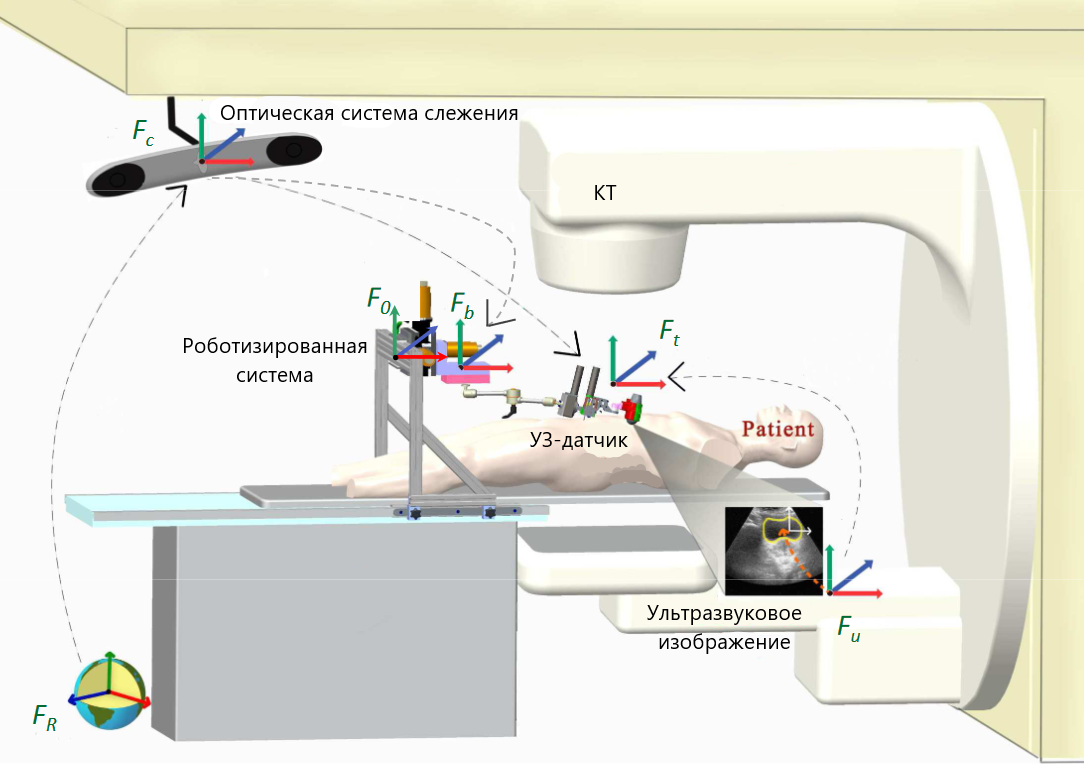 Оптическая система слежения
F_c
КТ
F_0
F_b
F_t
Роботизированная
система
УЗ-датчик
Patient
Ультразвуковое
изображение
F_u
F_R